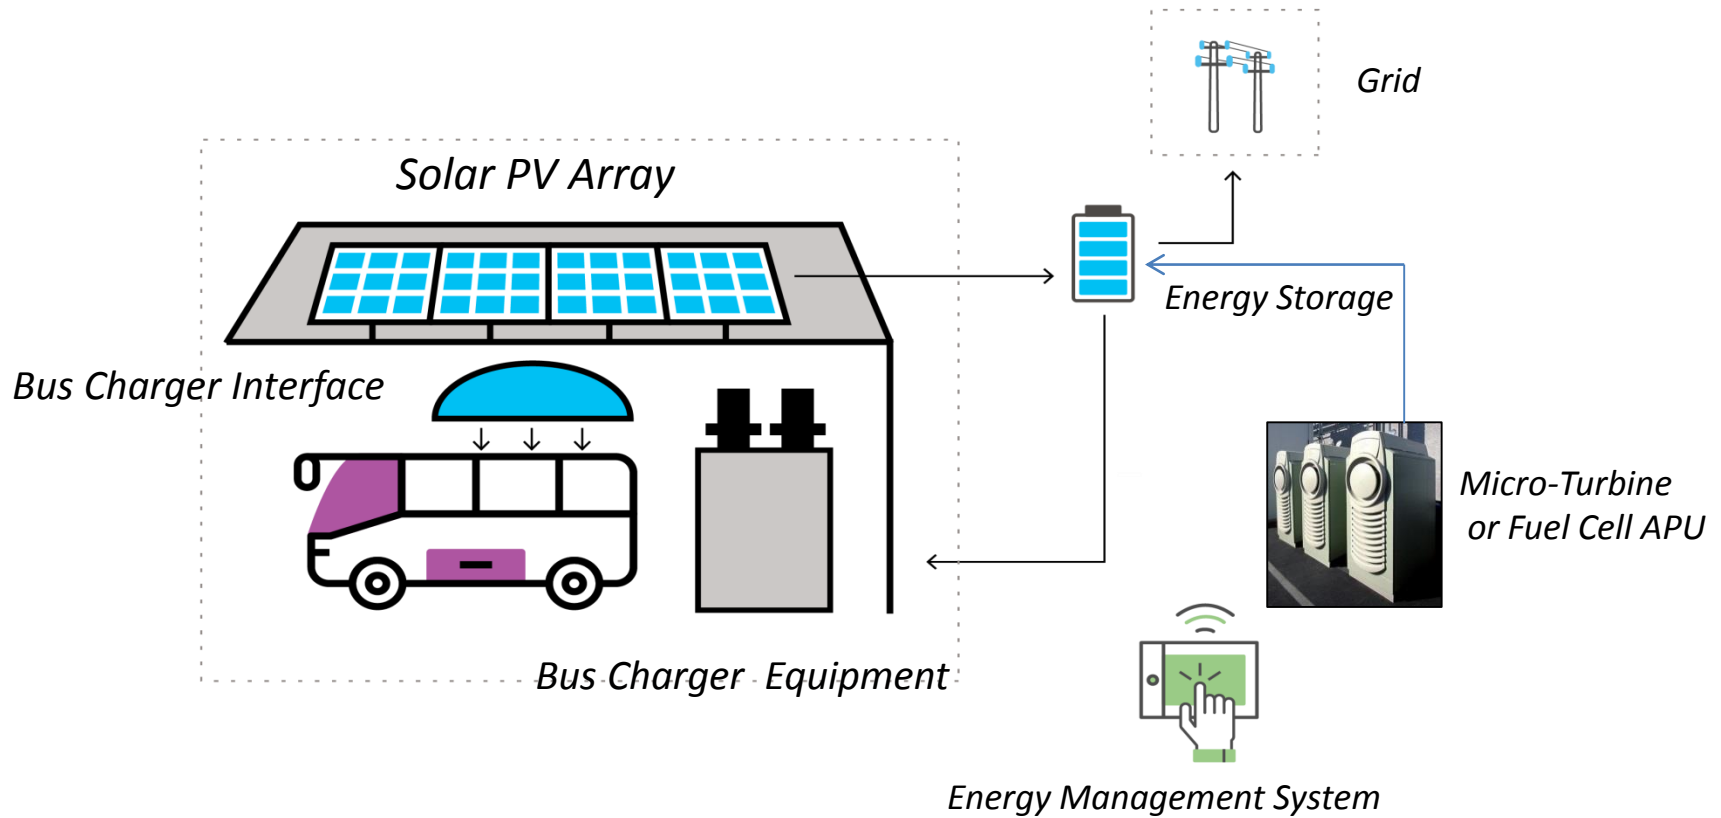 Grid
Solar PV Array
Energy Storage
Bus Charger Interface
Micro-Turbine
or Fuel Cell APU
Bus Charger Equipment
Energy Management System